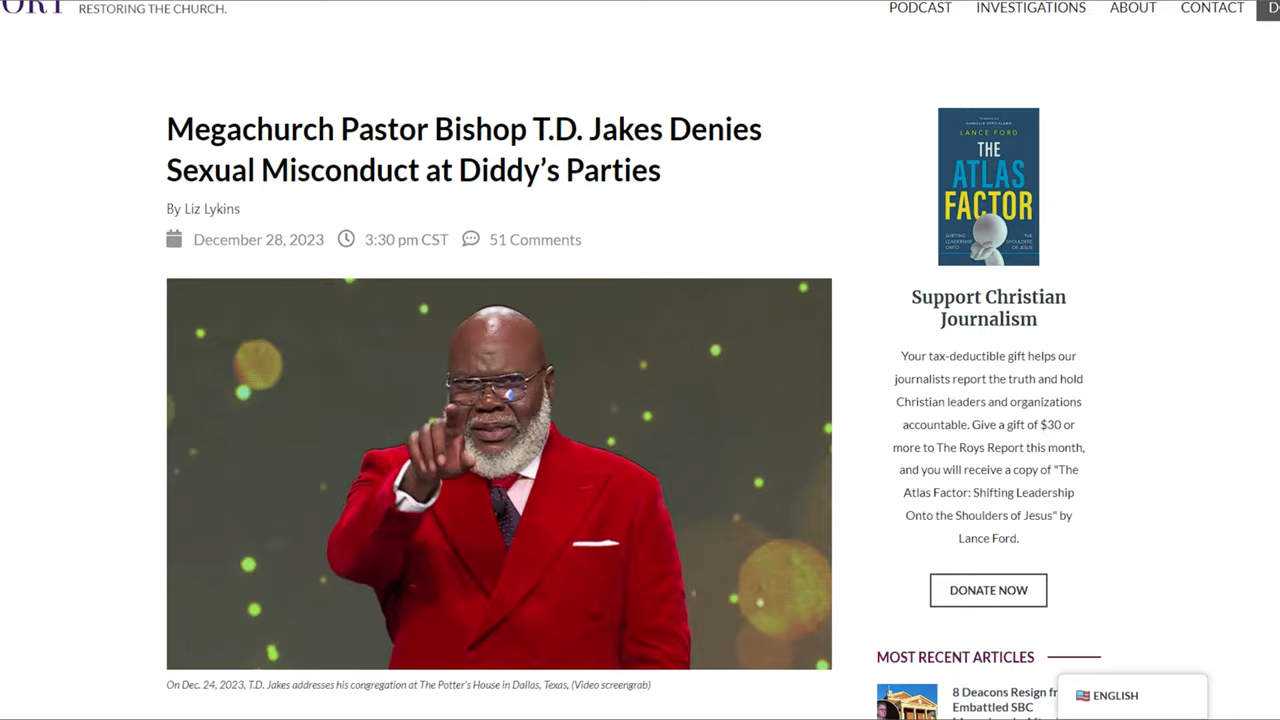 RESTORING THE CHURCH.
PODCAST INVESTIGATIONS ABOUT CONTACT
Megachurch Pastor Bishop T.D. Jakes Denies
Sexual Misconduct at Diddy’s Parties
By Liz Lykins
December 28, 2023 3:30 pm CST 51 Comments
On Dec. 24, 2023, T.D. Jakes addresses his congregation at The Potter's House in Dallas, Texas, (Video screengrab)
LANCE FORD
THE
ATLAS
FACTOR
SHIFTING
LEADERSHIP
ONTO
THE
SHOULDERS
OF JESUS
Support Christian
Journalism
Your tax-deductible gift helps our
journalists report the truth and hold
Christian leaders and organizations
accountable. Give a gift of $30 or
more to The Roys Report this month,
and you will receive a copy of "The
Atlas Factor: Shifting Leadership
Onto the Shoulders of Jesus" by
Lance Ford.
DONATE NOW
MOST RECENT ARTICLES
8 Deacons Resign
Embattled SBC
ENGLISH